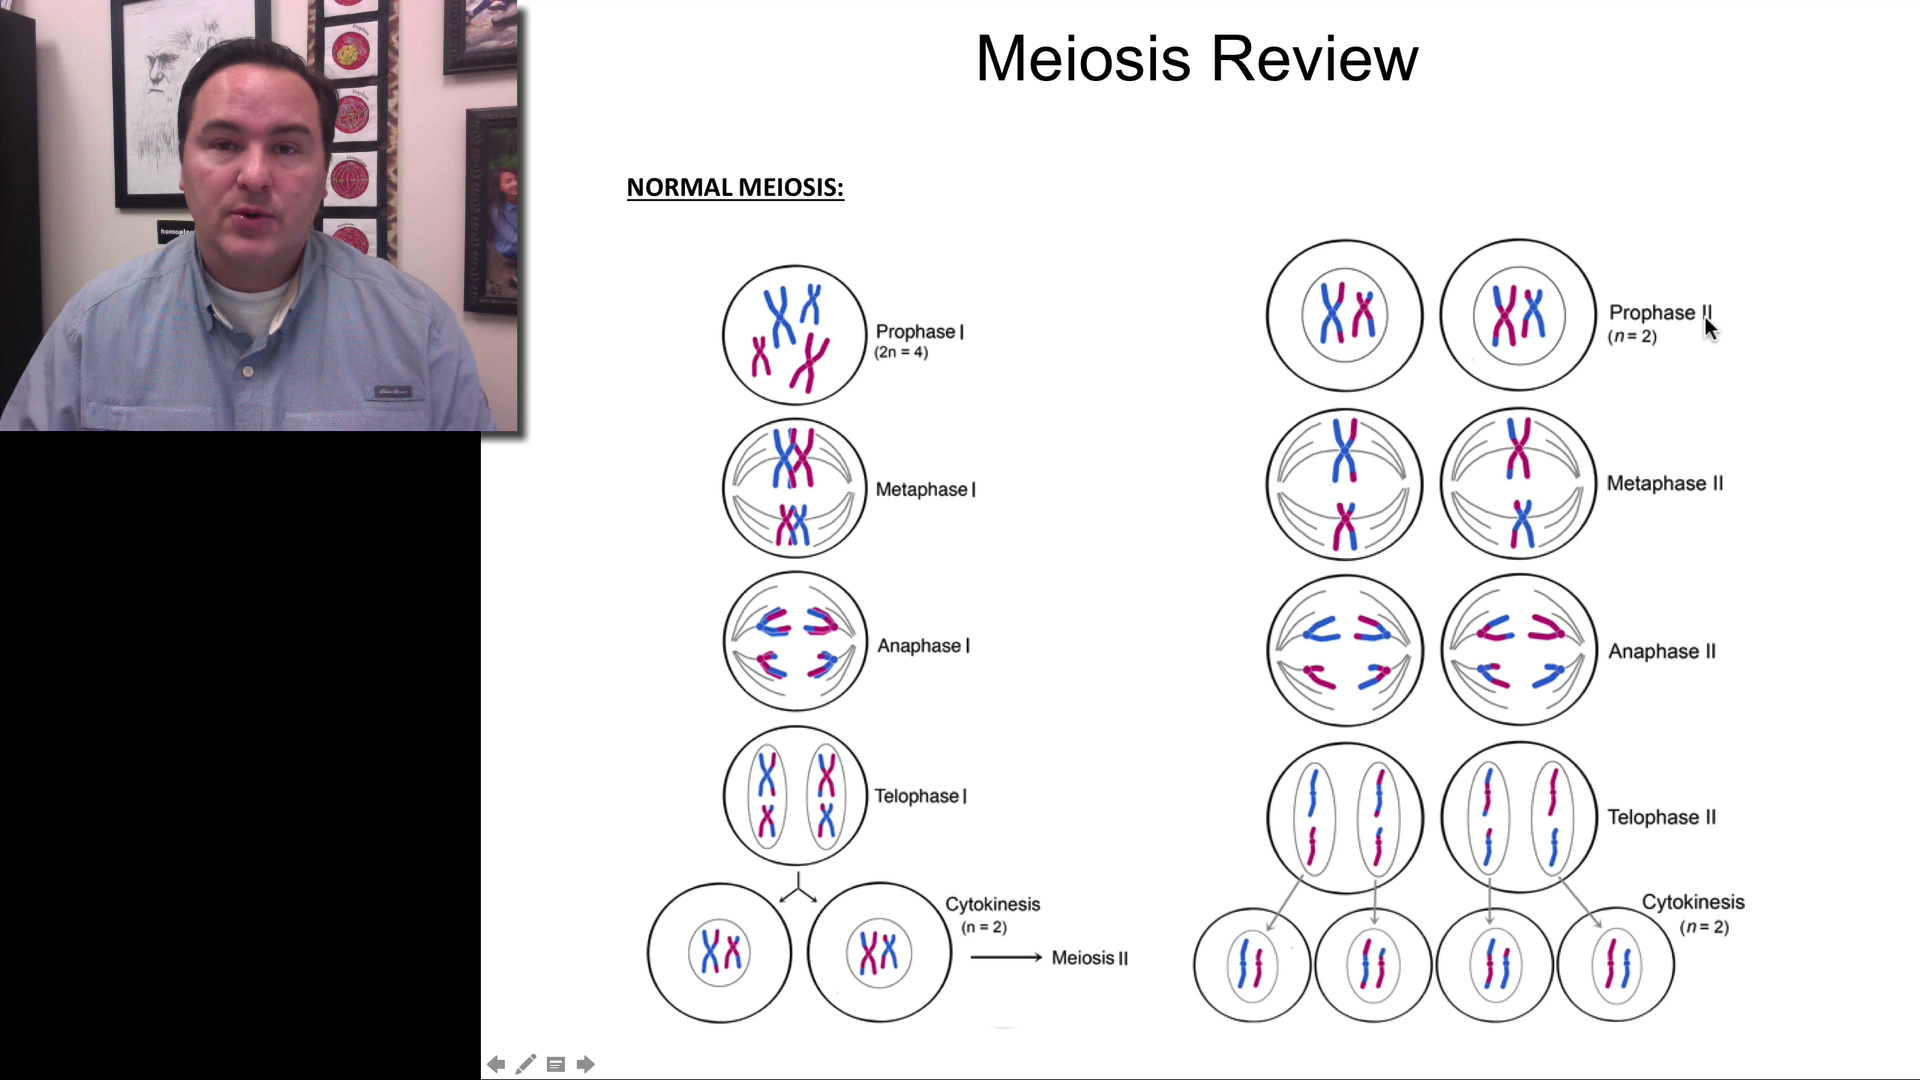 Meiosis Review
NORMAL MEIOSIS:
Prophase I
(2n = 4)
Metaphase I
Anaphase I
Telophase I
Cytokinesis
(n = 2)
Meiosis II
Prophase II
(n = 2)
Metaphase II
Anaphase II
Telophase II
Cytokinesis
(n = 2)